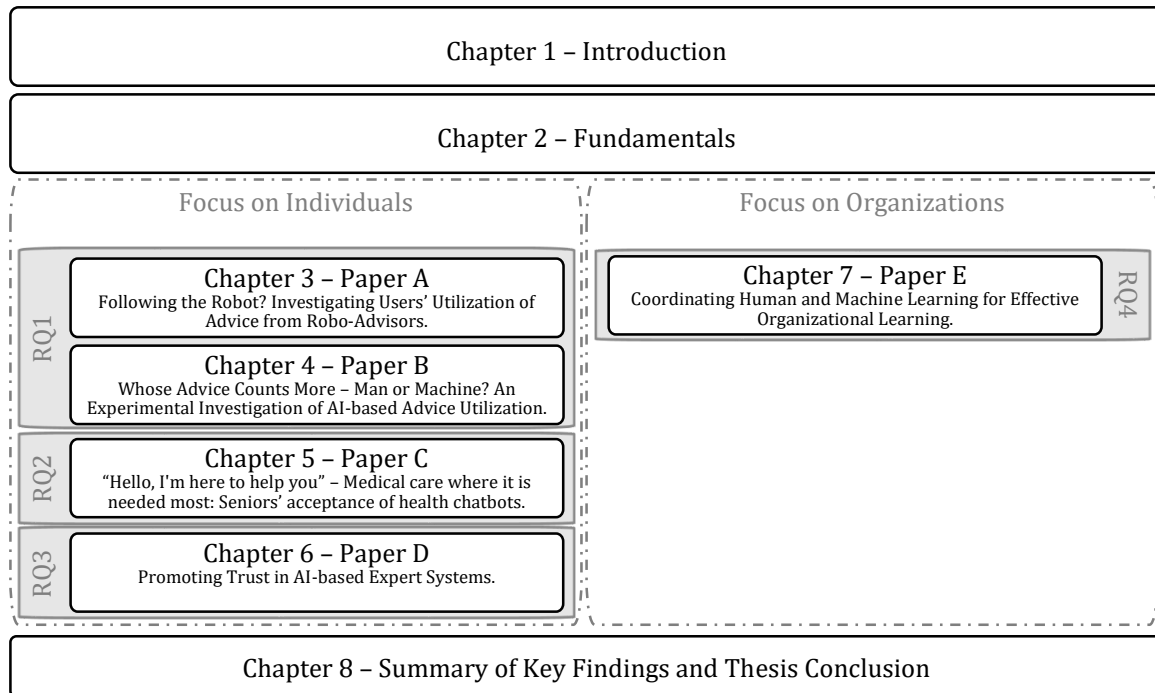 Chapter 1 – Introduction
Chapter 2 – Fundamentals
Focus on Individuals
RQ1
Chapter 3 – Paper A
Following the Robot? Investigating Users’ Utilization of
Advice from Robo-Advisors.
Chapter 4 – Paper B
Whose Advice Counts More – Man or Machine? An
Experimental Investigation of AI-based Advice Utilization.
RQ2
Chapter 5 – Paper C
“Hello, I'm here to help you” – Medical care where it is
needed most: Seniors’ acceptance of health chatbots.
RQ3
Chapter 6 – Paper D
Promoting Trust in AI-based Expert Systems.
Focus on Organizations
Chapter 7 – Paper E
Coordinating Human and Machine Learning for Effective
Organizational Learning.
RQ4
Chapter 8 – Summary of Key Findings and Thesis Conclusion